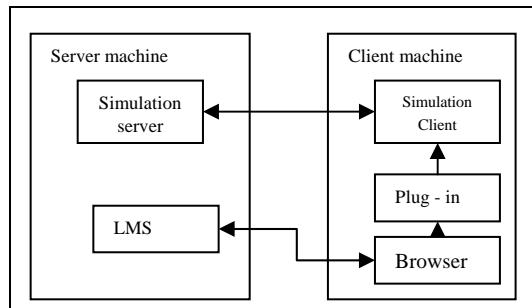 Server machine
Simulation
server
LMS
Client machine
Simulation
Client
Plug - in
Browser